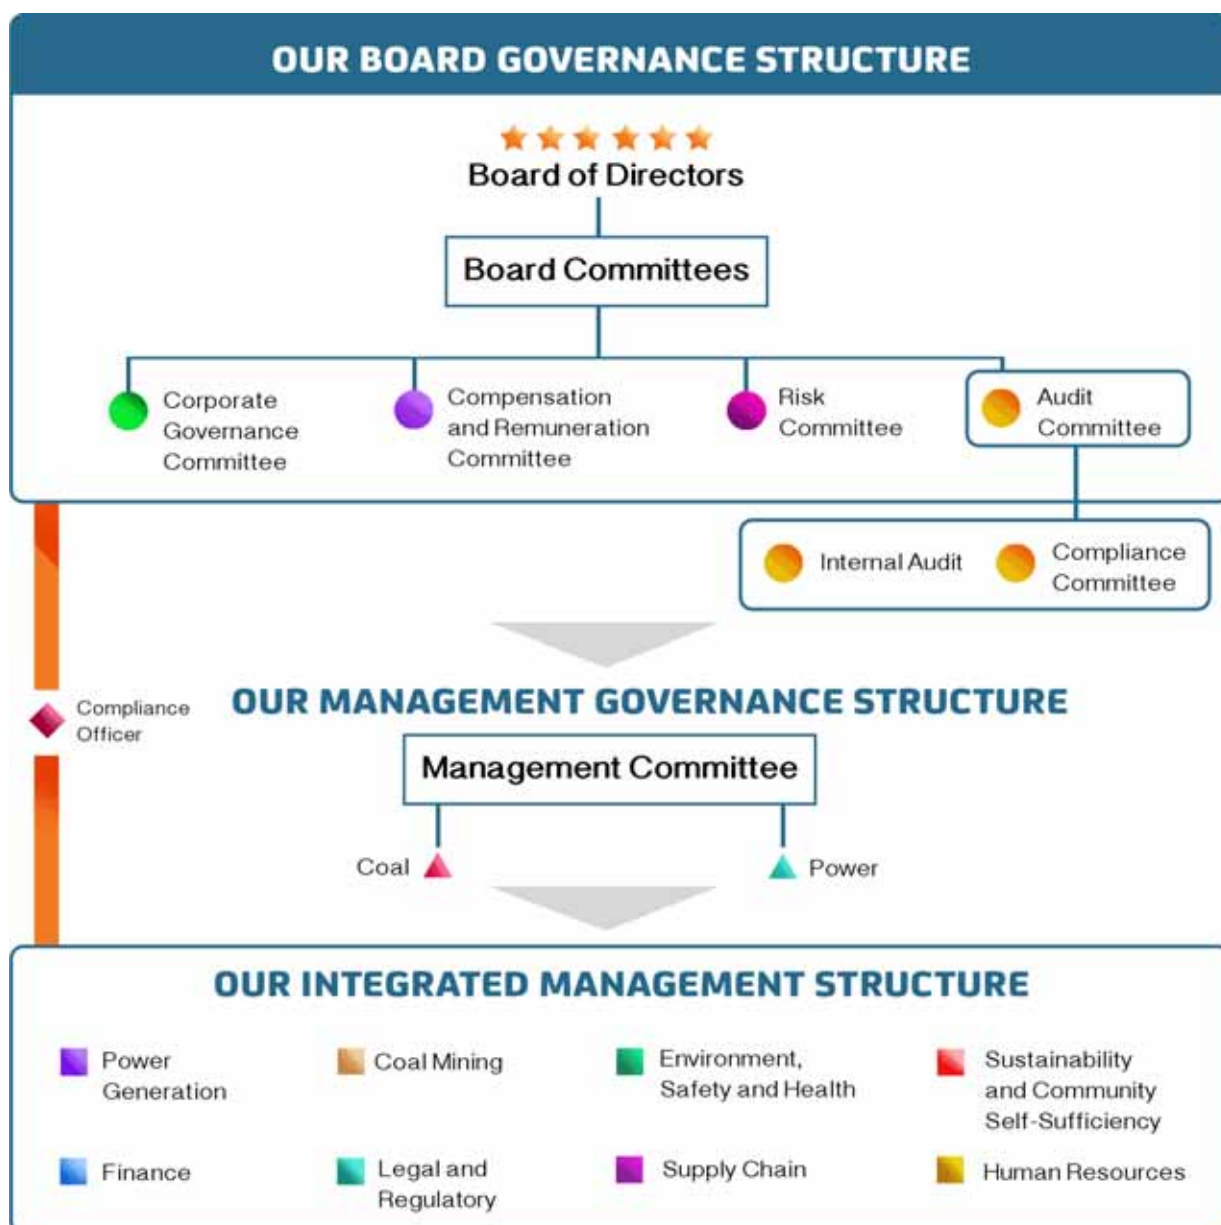 OUR BOARD GOVERNANCE STRUCTURE
Board of Directors
Board Committees
Corporate
Governance
Committee
Compensation
and Remuneration
Committee
Risk
Committee
Audit
Committee
Internal Audit
Compliance
Committee
Compliance
Officer
OUR MANAGEMENT GOVERNANCE STRUCTURE
Management Committee
Coal
Power
OUR INTEGRATED MANAGEMENT STRUCTURE
Power
Generation
Coal Mining
Environment,
Safety and Health
Sustainability
and Community
Self-Sufficiency
Finance
Legal and
Regulatory
Supply Chain
Human Resources